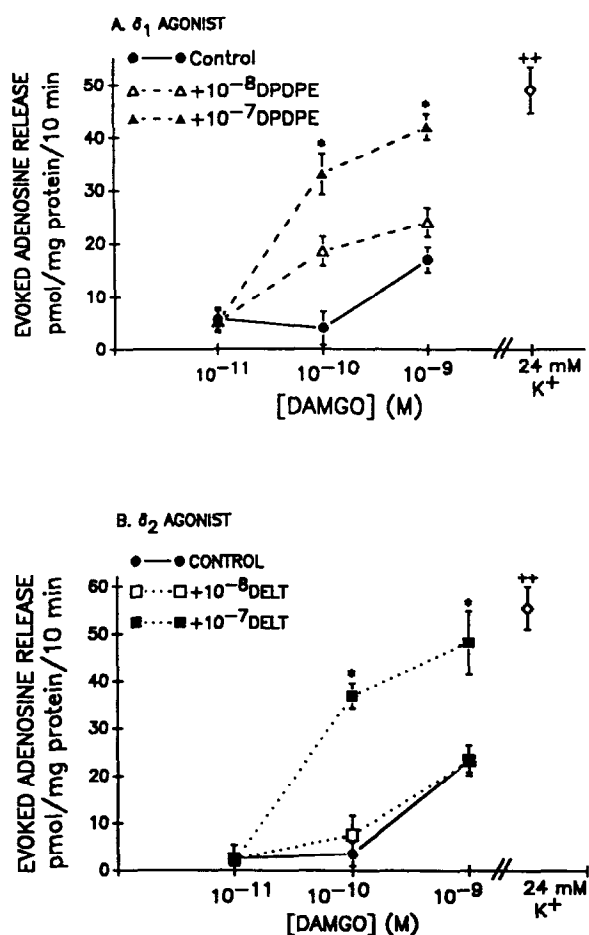 A. δ₁ AGONIST
Control
+10⁻⁸DPDPE
+10⁻⁷DPDPE
EVOKED ADENOSINE RELEASE
pmol/mg protein/10 min
50
40
30
20
10
0
*
*
++
10⁻¹¹
10⁻¹⁰
10⁻⁹
24 mM
K⁺
[DAMGO] (M)
B. δ₂ AGONIST
CONTROL
+10⁻⁸DELT
+10⁻⁷DELT
EVOKED ADENOSINE RELEASE
pmol/mg protein/10 min
60
50
40
30
20
10
0
*
*
++
10⁻¹¹
10⁻¹⁰
10⁻⁹
24 mM
K⁺
[DAMGO] (M)